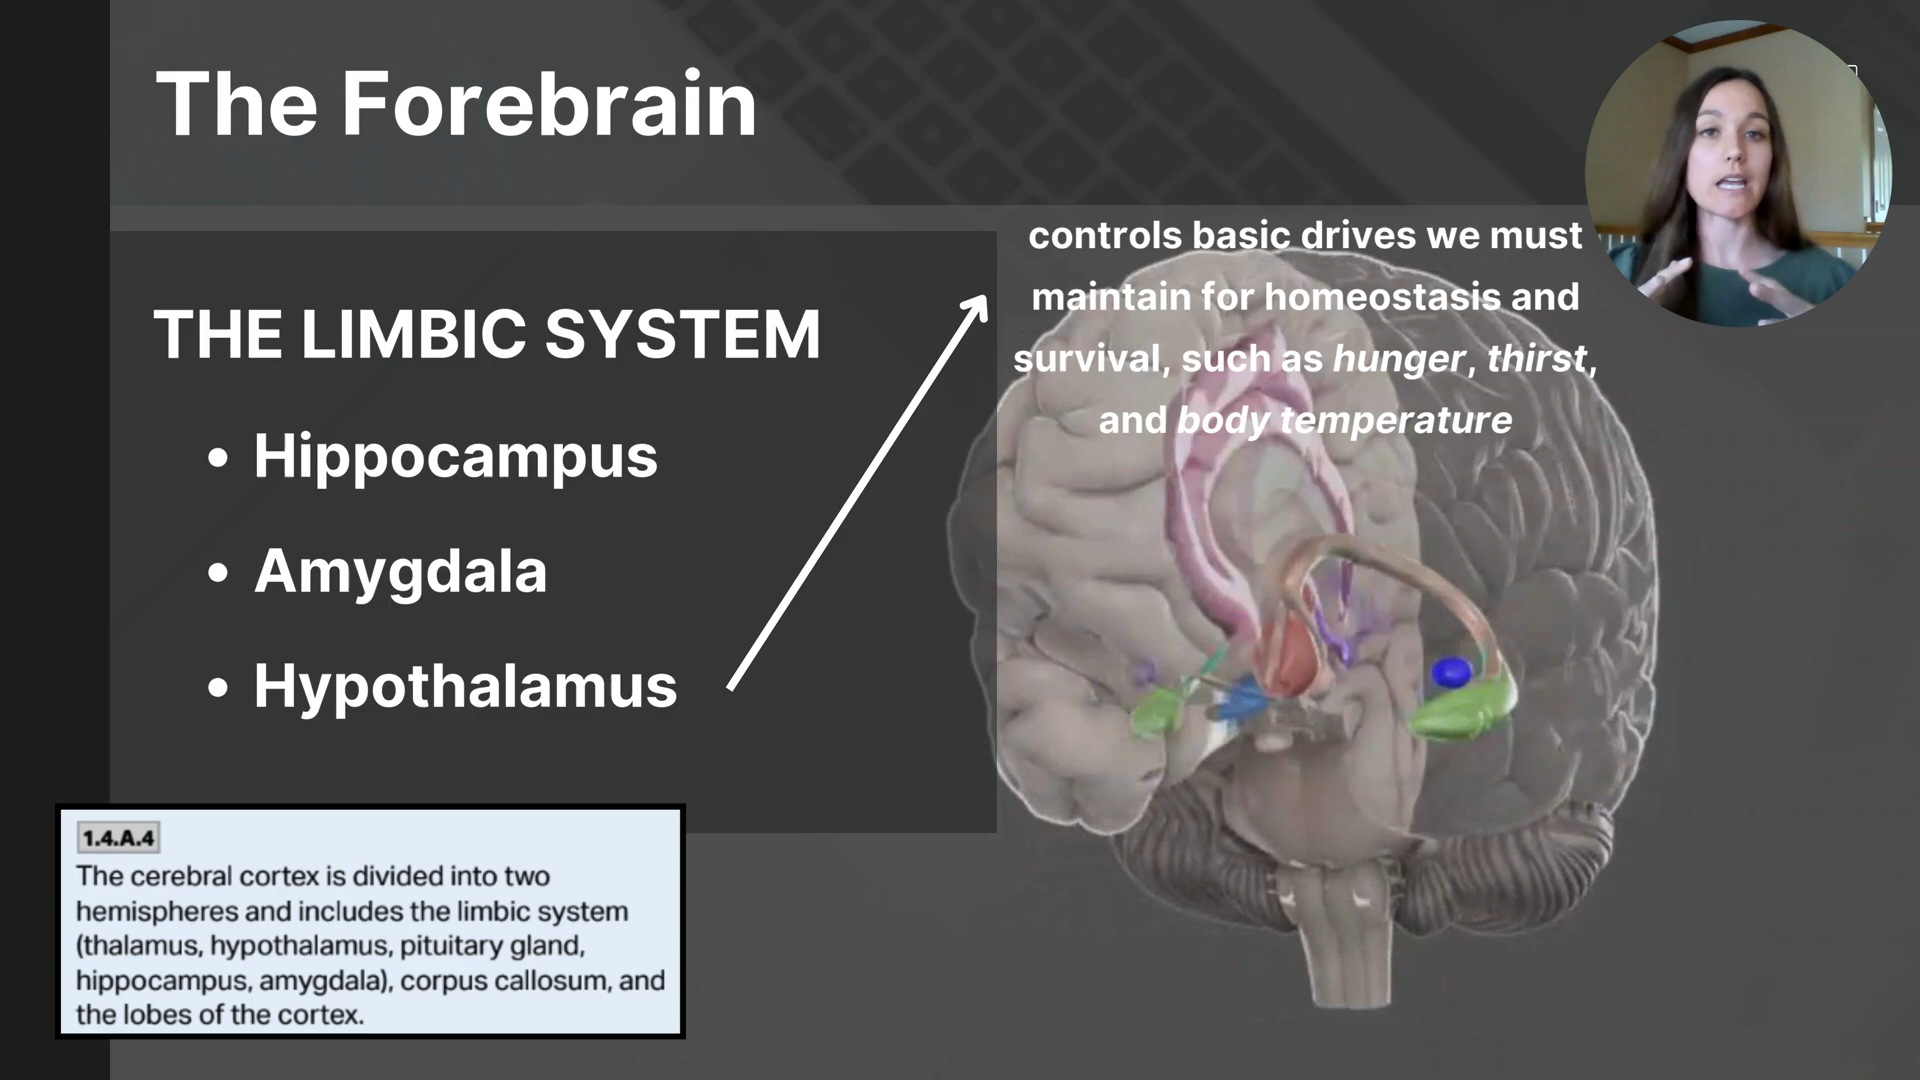 The Forebrain
THE LIMBIC SYSTEM
• Hippocampus
• Amygdala
• Hypothalamus
controls basic drives we must
maintain for homeostasis and
survival, such as hunger, thirst,
and body temperature
1.4.A.4
The cerebral cortex is divided into two
hemispheres and includes the limbic system
(thalamus, hypothalamus, pituitary gland,
hippocampus, amygdala), corpus callosum, and
the lobes of the cortex.